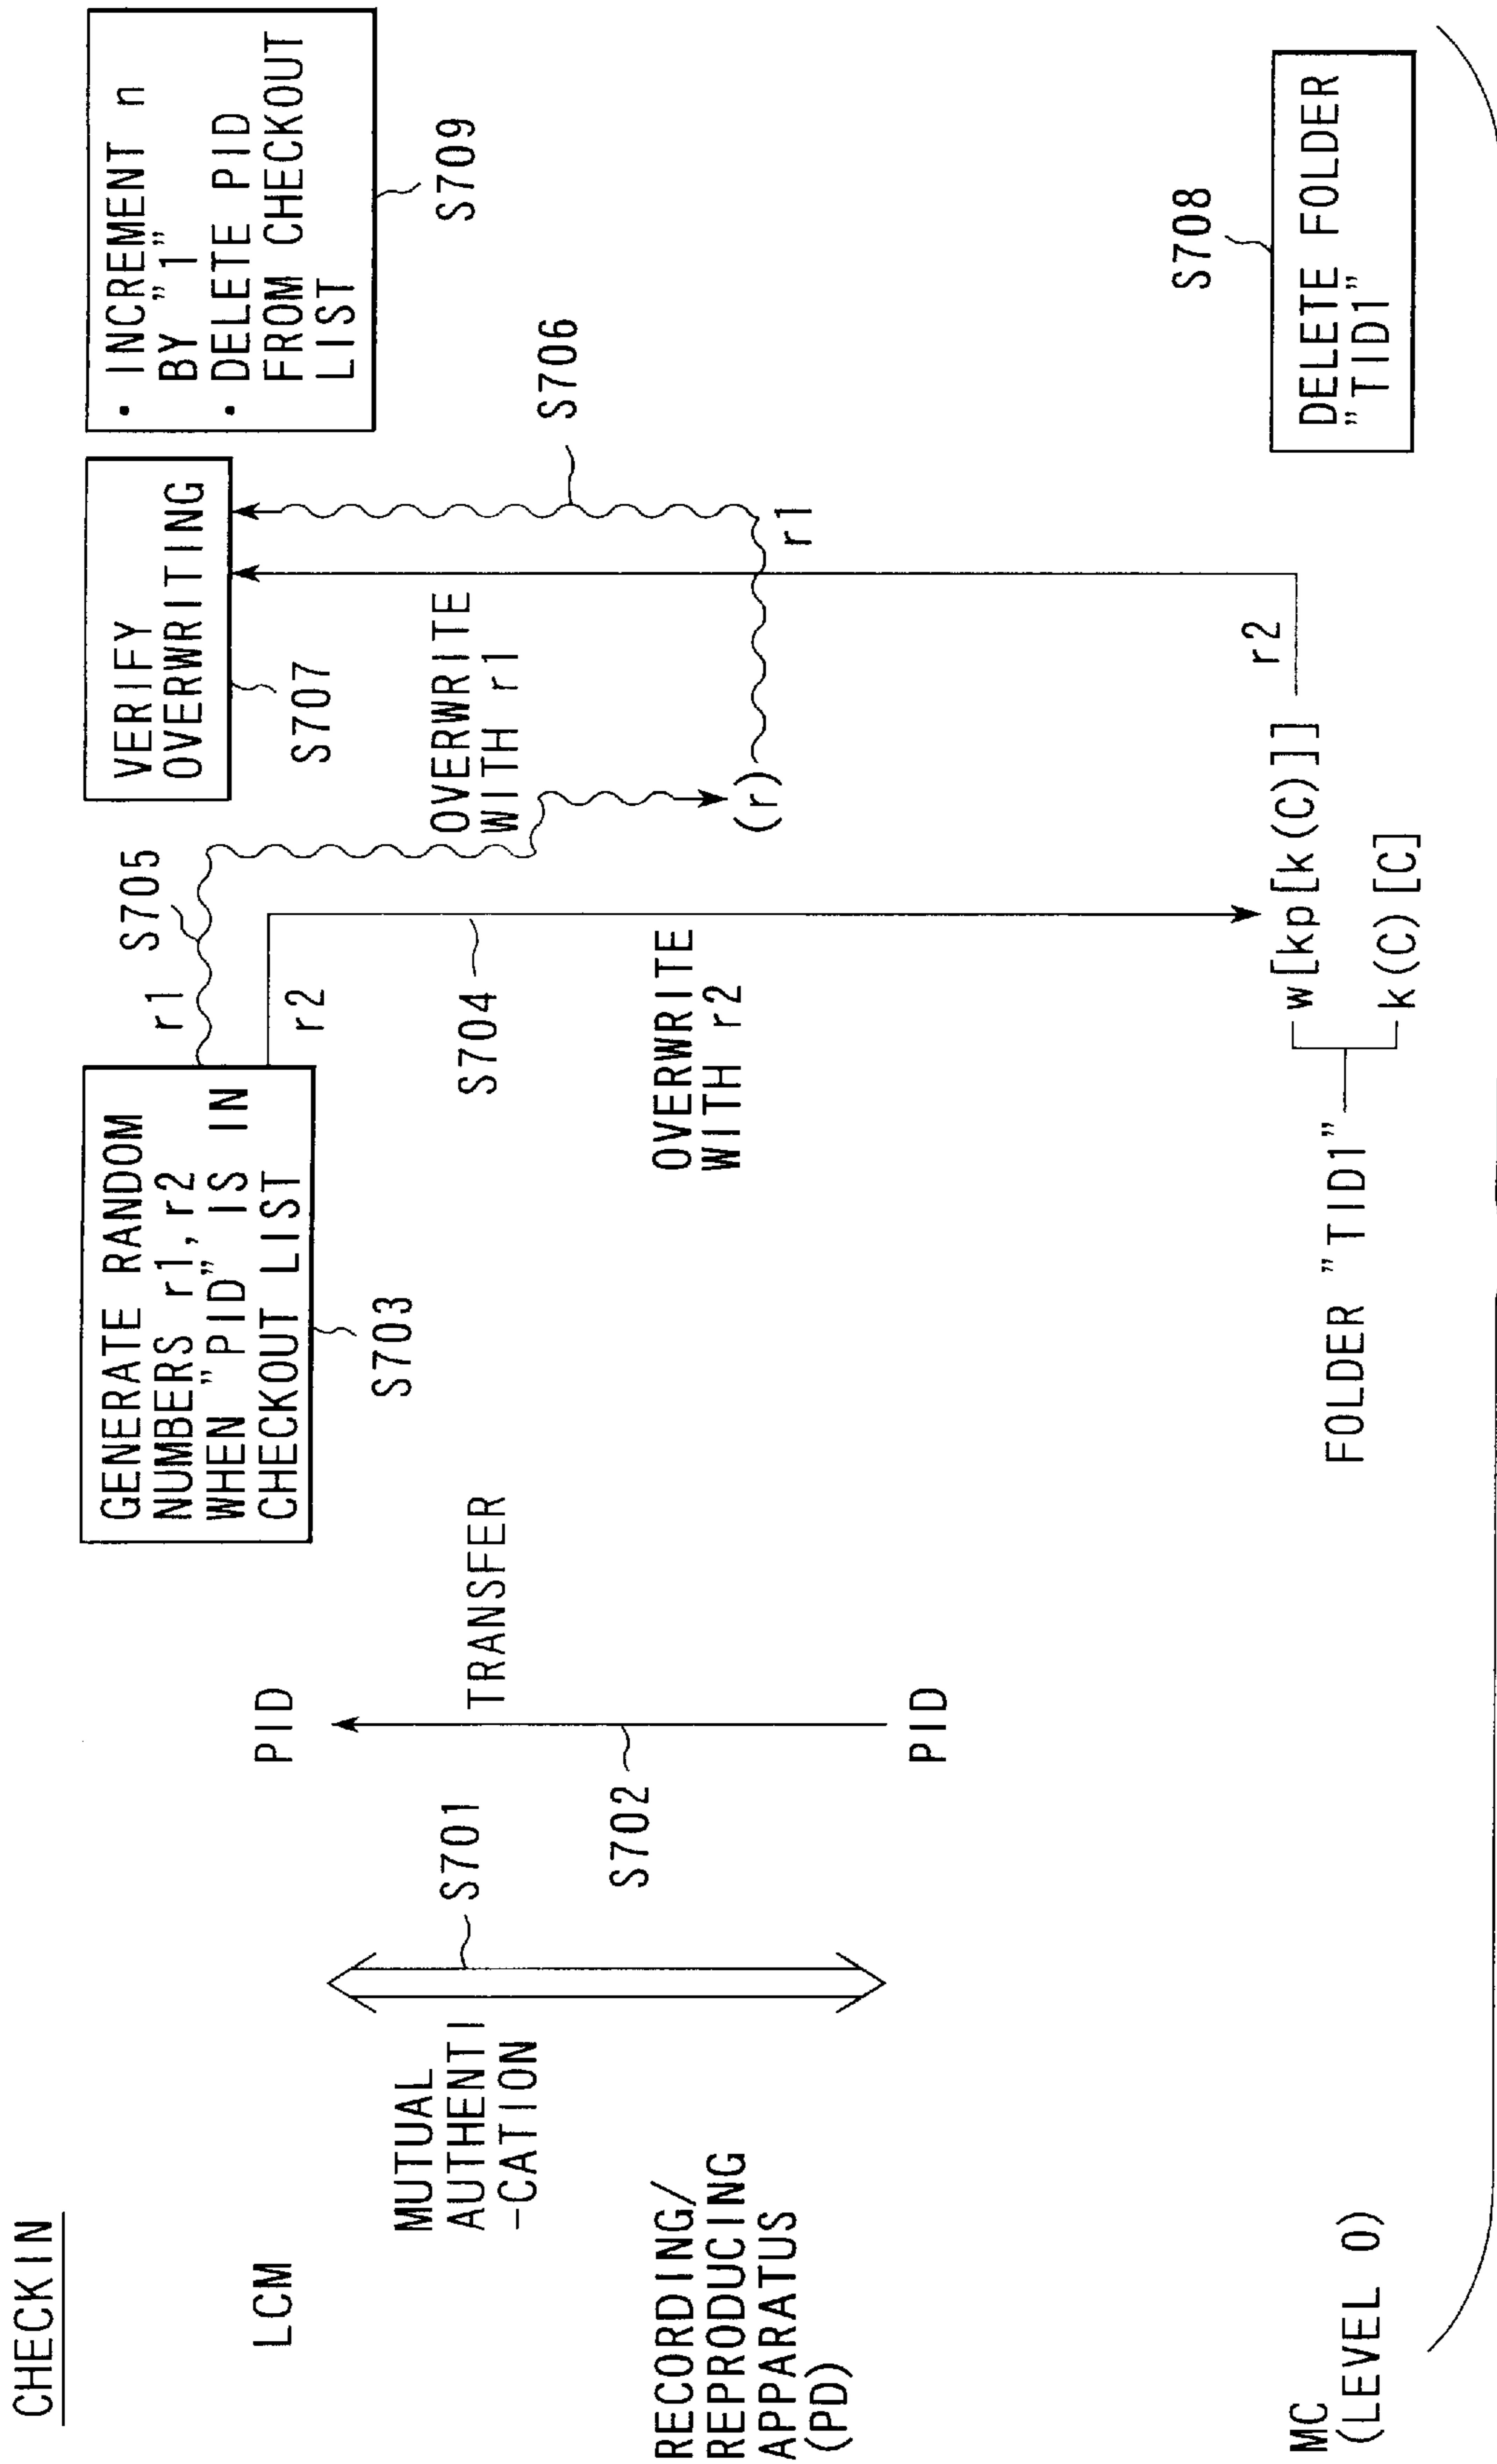 CHECKIN
LCM
MUTUAL
AUTHENTI
-CATION
S701
RECORDING/
REPRODUCING
APPARATUS
(PD)
MC
(LEVEL 0)
PID
TRANSFER
S702
PID
GENERATE RANDOM
NUMBERS r1,r2
WHEN "PID" IS IN
CHECKOUT LIST
S703
r1
S705
r2
S704
OVERWRITE
WITH r2
OVERWRITE
WITH r1
(r)
FOLDER "TID1"
w[kp[k(C)]]
k(C)[C]
r2
r1
S706
VERIFY
OVERWRITING
S707
• INCREMENT n
BY "1"
• DELETE PID
FROM CHECKOUT
LIST
S709
S708
DELETE FOLDER
"TID1"